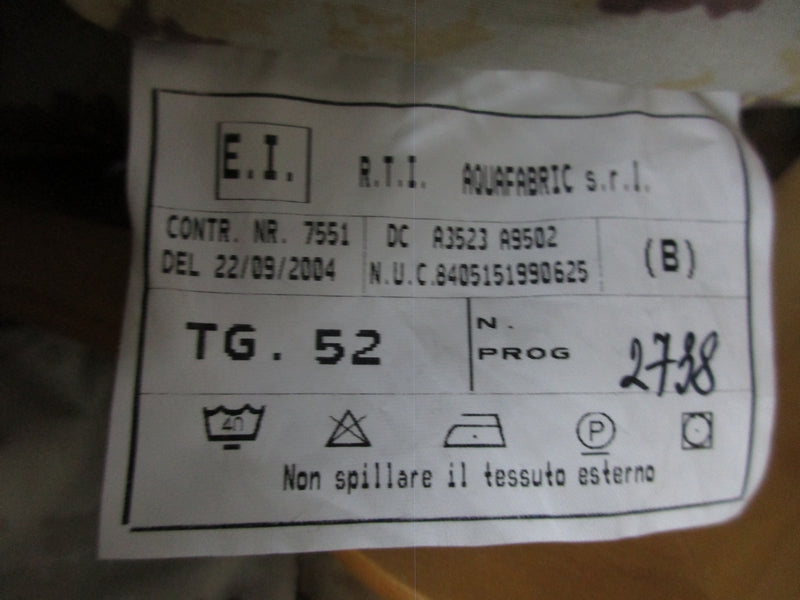 E.I. R.T.I. AQUAFABRIC s.r.l.
CONTR. NR. 7551 DC A3523 A9502
DEL 22/09/2004 N.U.C.8405151990625
(B)
TG. 52
N.
PROG 2738
40 P
Non spillare il tessuto esterno